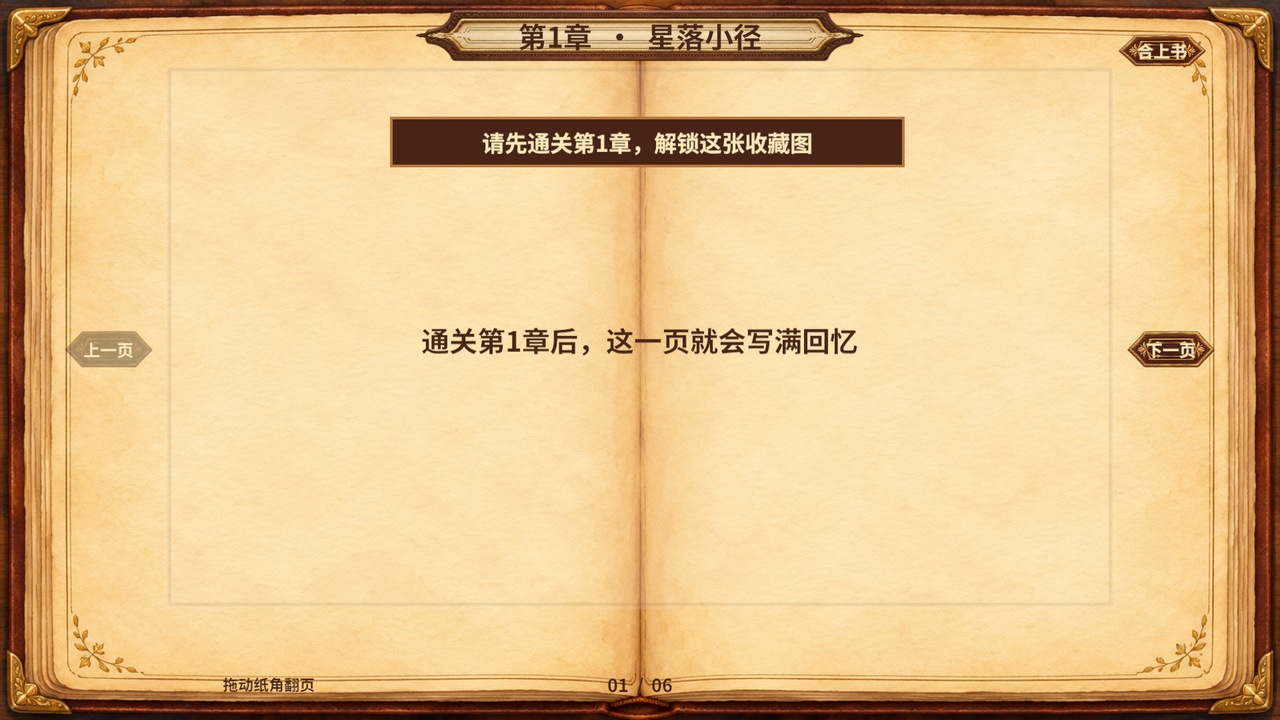 第1章 · 星落小径
合上书
请先通关第1章，解锁这张收藏图
通关第1章后，这一页就会写满回忆
上一页
下一页
拖动纸角翻页
01 / 06